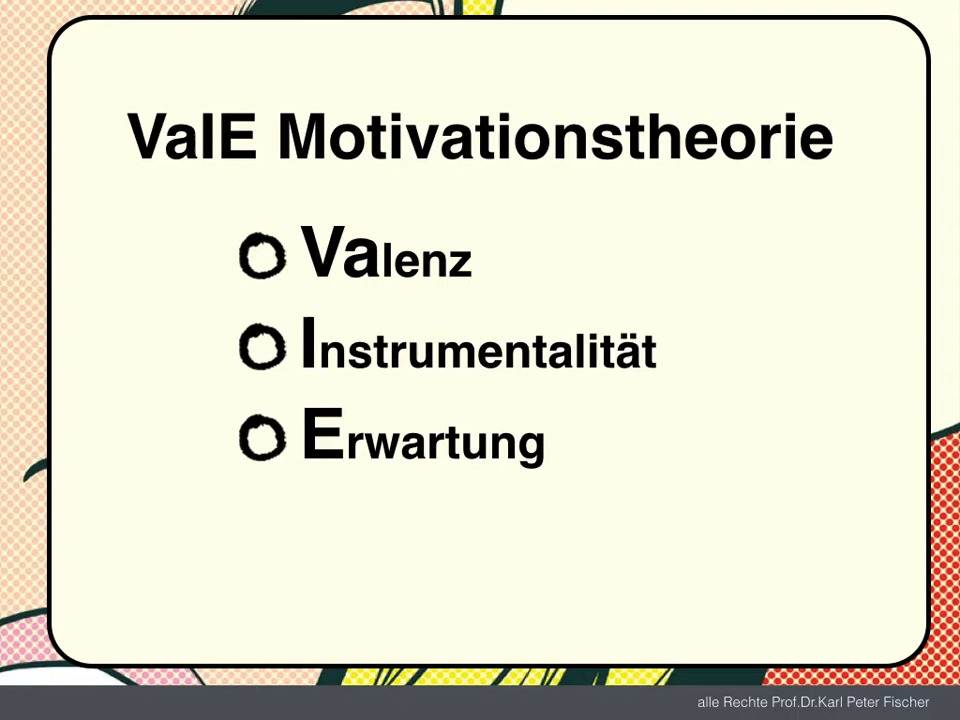 VaIE Motivationstheorie
Valenz
Instrumentalität
Erwartung
alle Rechte Prof.Dr.Karl Peter Fischer